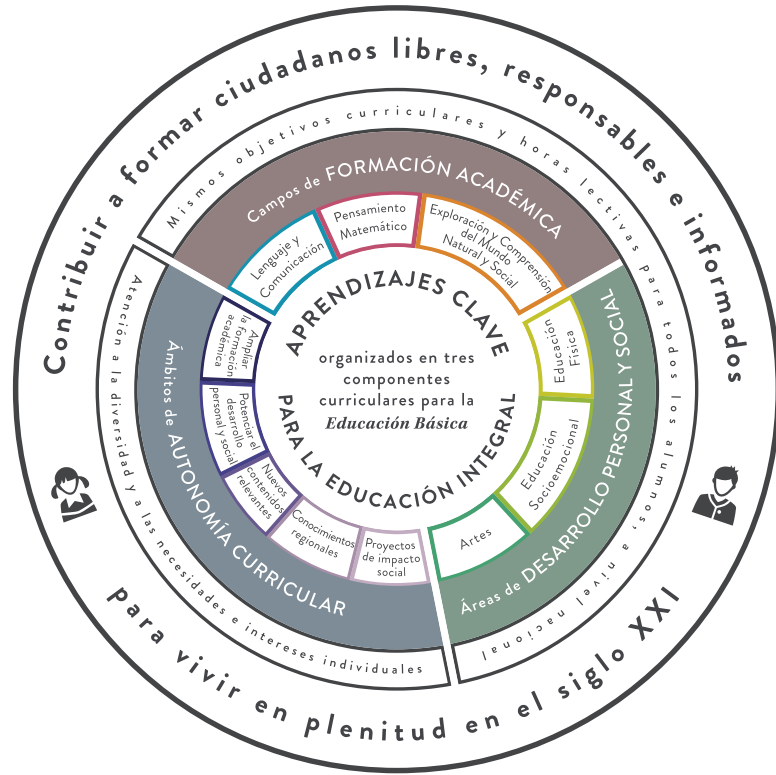 Contribuir a formar ciudadanos libres, responsables e informados
para vivir en plenitud en el siglo XXI
Mismos objetivos curriculares y horas lectivas para todos los alumnos, a nivel nacional
Atención a la diversidad y a las necesidades e intereses individuales
Campos de FORMACIÓN ACADÉMICA
Lenguaje y
Comunicación
Pensamiento
Matemático
Exploración y Comprensión
del Mundo
Natural y Social
Áreas de DESARROLLO PERSONAL Y SOCIAL
Educación
Física
Educación
Socioemocional
Artes
Ámbitos de AUTONOMÍA CURRICULAR
Ampliar
la formación
académica
Potenciar el
desarrollo
personal y social
Nuevos
contenidos
relevantes
Conocimientos
regionales
Proyectos
de impacto
social
APRENDIZAJES CLAVE
organizados en tres
componentes
curriculares para la
Educación Básica
PARA LA EDUCACIÓN INTEGRAL